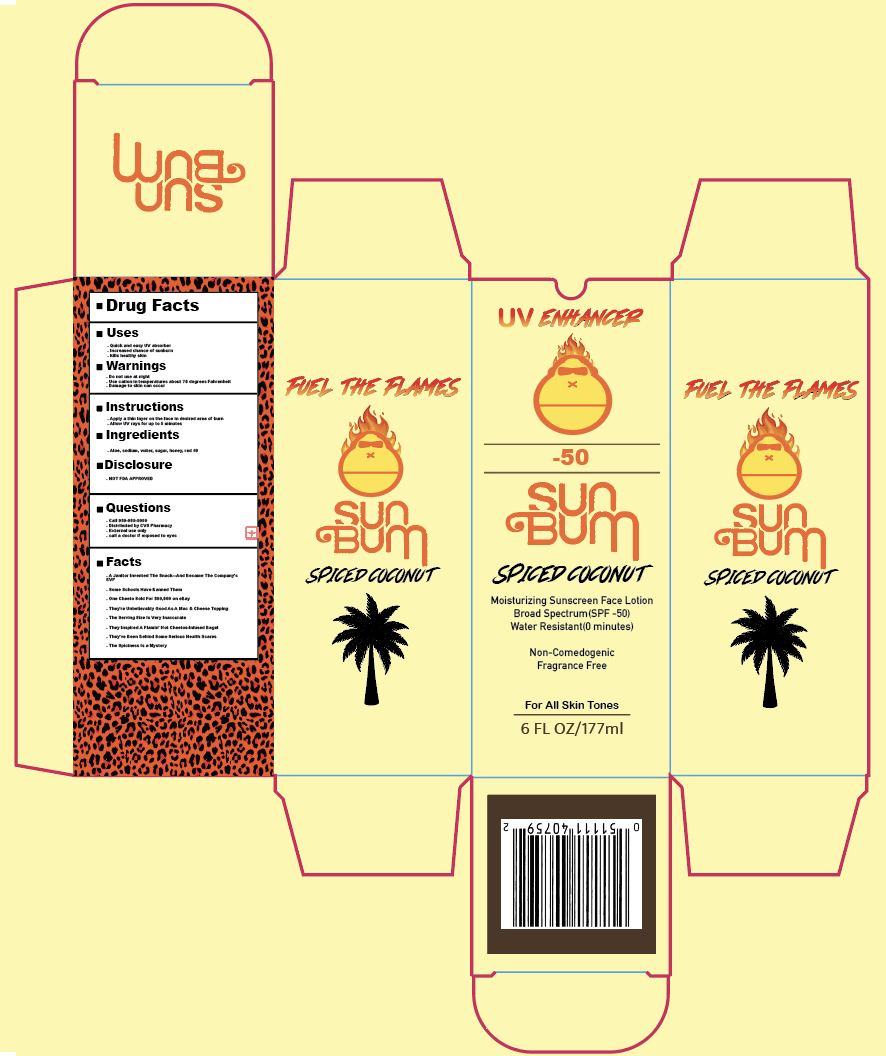 SUN
BUM
Drug Facts
Uses
- Quick and easy UV absorber
- Increased chance of sunburn
- Kills healthy skin
Warnings
- Do not use at night
- Use cation in temperatures about 70 degrees Fahrenheit
- Damage to skin can occur
Instructions
- Apply a thin layer on the face in desired area of burn
- Allow UV rays for up to 5 minutes
Ingredients
- Aloe, sodium, water, sugar, honey, red 40
Disclosure
- NOT FDA APPROVED
Questions
- Call
- Distributed by CVS Pharmacy
- External use only
- call a doctor if exposed to eyes
Facts
- A Janitor Invented The Snack—And Became The Company's
- Some Schools Have Banned Them
- One Cheeto Sold For on eBay
- They're Unbelievably Good As A Mac & Cheese Topping
- The Serving Size Is Very Inaccurate
- They Inspired A Flamin' Hot Cheetos-Infused Bagel
- They've Been Behind Some Serious Health Scares
- The Spiciness Is a Mystery
FUEL THE FLAMES
SUN
BUM
SPICED COCONUT
UV ENHANCER
-50
SUN
BUM
SPICED COCONUT
Moisturizing Sunscreen Face Lotion
Broad Spectrum(SPF -50)
Water Resistant(0 minutes)
Non-Comedogenic
Fragrance Free
For All Skin Tones
6 FL OZ/177ml
FUEL THE FLAMES
SUN
BUM
SPICED COCONUT
0 51111 40759 2